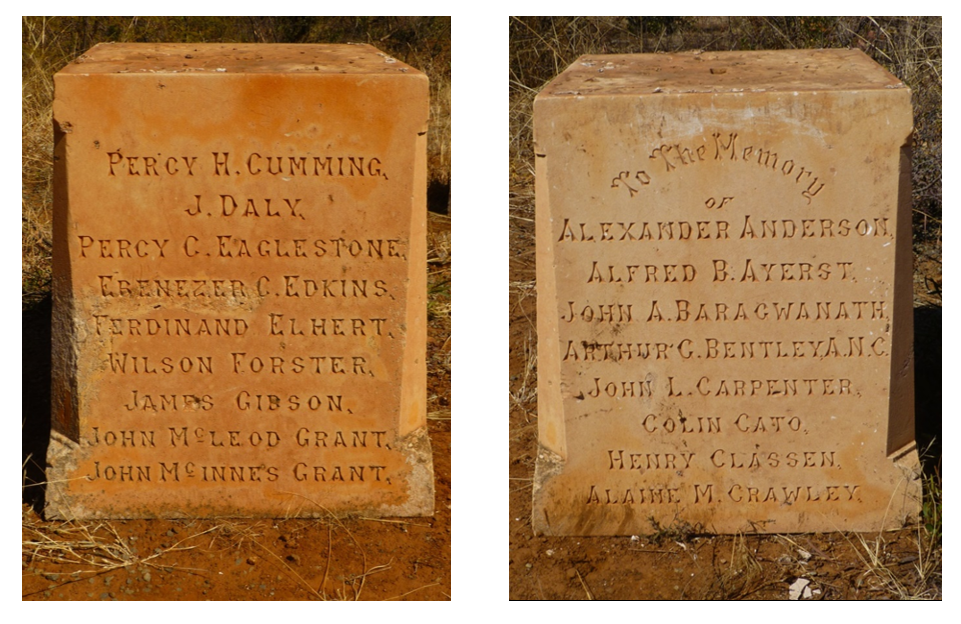 PERCY H. CUMMING,
J. DALY,
PERCY C. EAGLESTONE,
EBENEZER C. EDKINS,
FERDINAND ELHERT,
WILSON FORSTER,
JAMES GIBSON,
JOHN McLEOD GRANT,
JOHN McINNES GRANT,
To The Memory
OF
ALEXANDER ANDERSON,
ALFRED B. AYERST,
JOHN A. BARAGWANATH,
ARTHUR G. BENTLEY, A.N.C.
JOHN L. CARPENTER,
COLIN CATO,
HENRY CLASSEN,
ALAINE M. CRAWLEY,